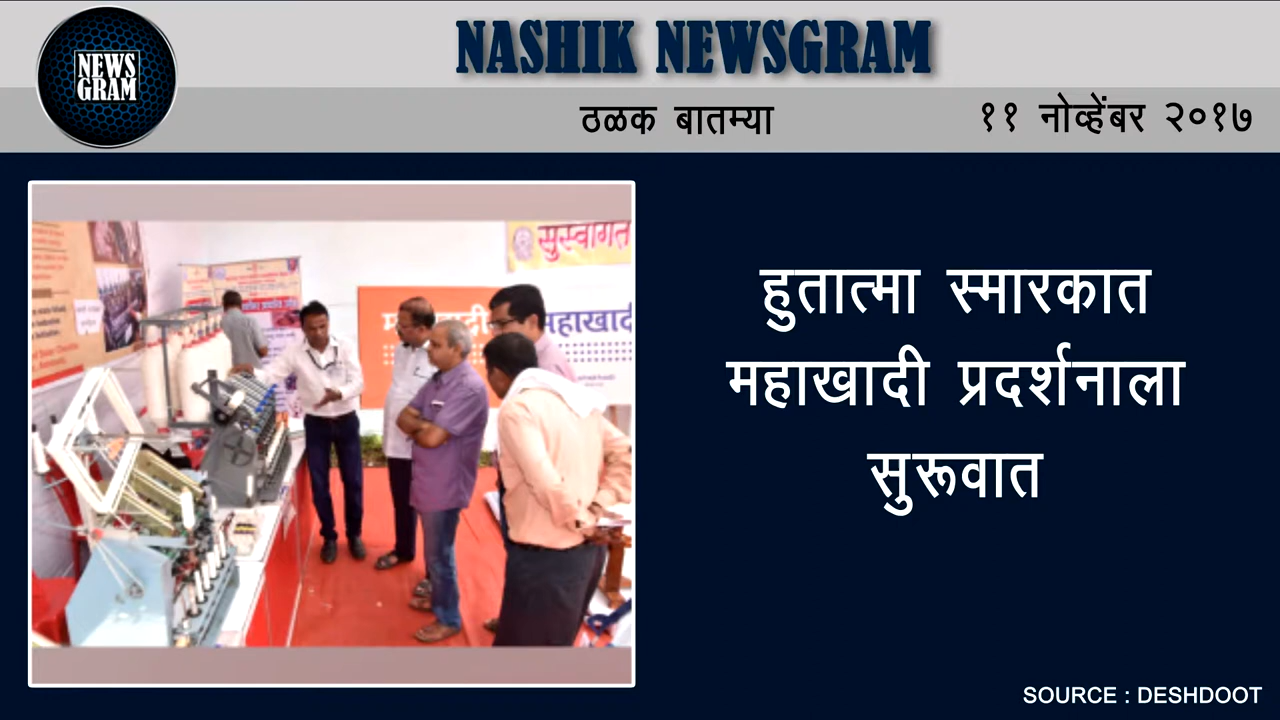 NEWS
GRAM
NASHIK NEWSGRAM
ठळक बातम्या
११ नोव्हेंबर २०१७
सुस्वागत
महाखादी
हुतात्मा स्मारकात
महाखादी प्रदर्शनाला
सुरूवात
SOURCE : DESHDOOT